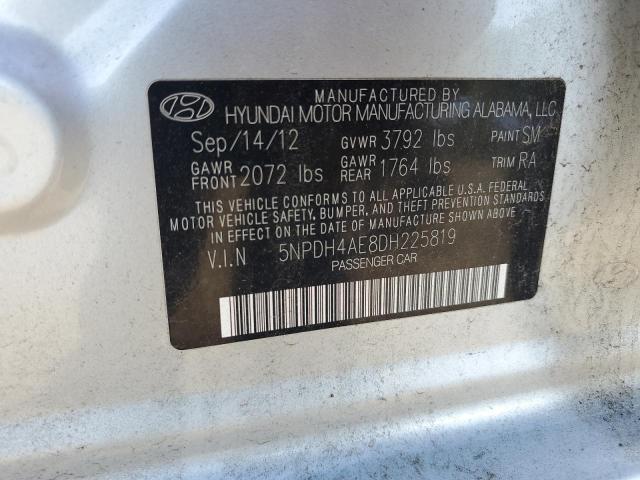 MANUFACTURED BY
HYUNDAI MOTOR MANUFACTURING ALABAMA, LLC
Sep/14/12 GVWR 3792 lbs PAINT SM
GAWR FRONT 2072 lbs GAWR REAR 1764 lbs TRIM RA
THIS VEHICLE CONFORMS TO ALL APPLICABLE U.S.A. FEDERAL
MOTOR VEHICLE SAFETY, BUMPER, AND THEFT PREVENTION STANDARDS
IN EFFECT ON THE DATE OF MANUFACTURE SHOWN ABOVE
V.I.N 5NPDH4AE8DH225819
PASSENGER CAR